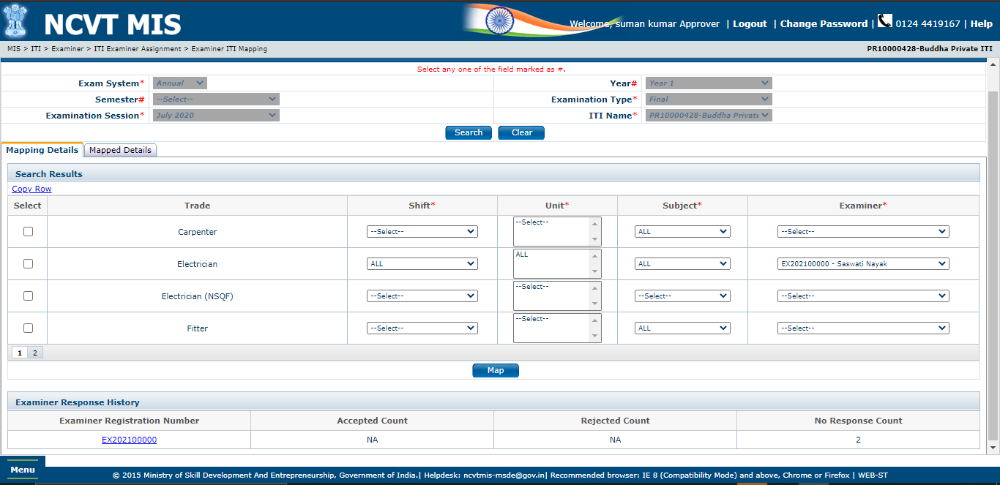 NCVT MIS
Welcome, suman kumar Approver | Logout | Change Password | 0124 4419167 | Help
MIS > ITI > Examiner > ITI Examiner Assignment > Examiner ITI Mapping PR10000428-Buddha Private ITI
Select any one of the field marked as #.
Exam System* Annual Year# Year 1
Semester# --Select-- Examination Type* Final
Examination Session* July 2020 ITI Name* PR10000428-Buddha Private
Search Clear
Mapping Details Mapped Details
Search Results
Copy Row
Select Trade Shift* Unit* Subject* Examiner*
Carpenter --Select-- --Select-- ALL --Select--
Electrician ALL ALL ALL EX202100000 - Saswati Nayak
Electrician (NSQF) --Select-- --Select-- --Select-- --Select--
Fitter --Select-- --Select-- ALL --Select--
1 2
Map
Examiner Response History
Examiner Registration Number Accepted Count Rejected Count No Response Count
EX202100000 NA NA 2
Menu
© 2015 Ministry of Skill Development And Entrepreneurship, Government of India.| Helpdesk: ncvtmis-msde@gov.in| Recommended browser: IE 8 (Compatibility Mode) and above, Chrome or Firefox | WEB-ST